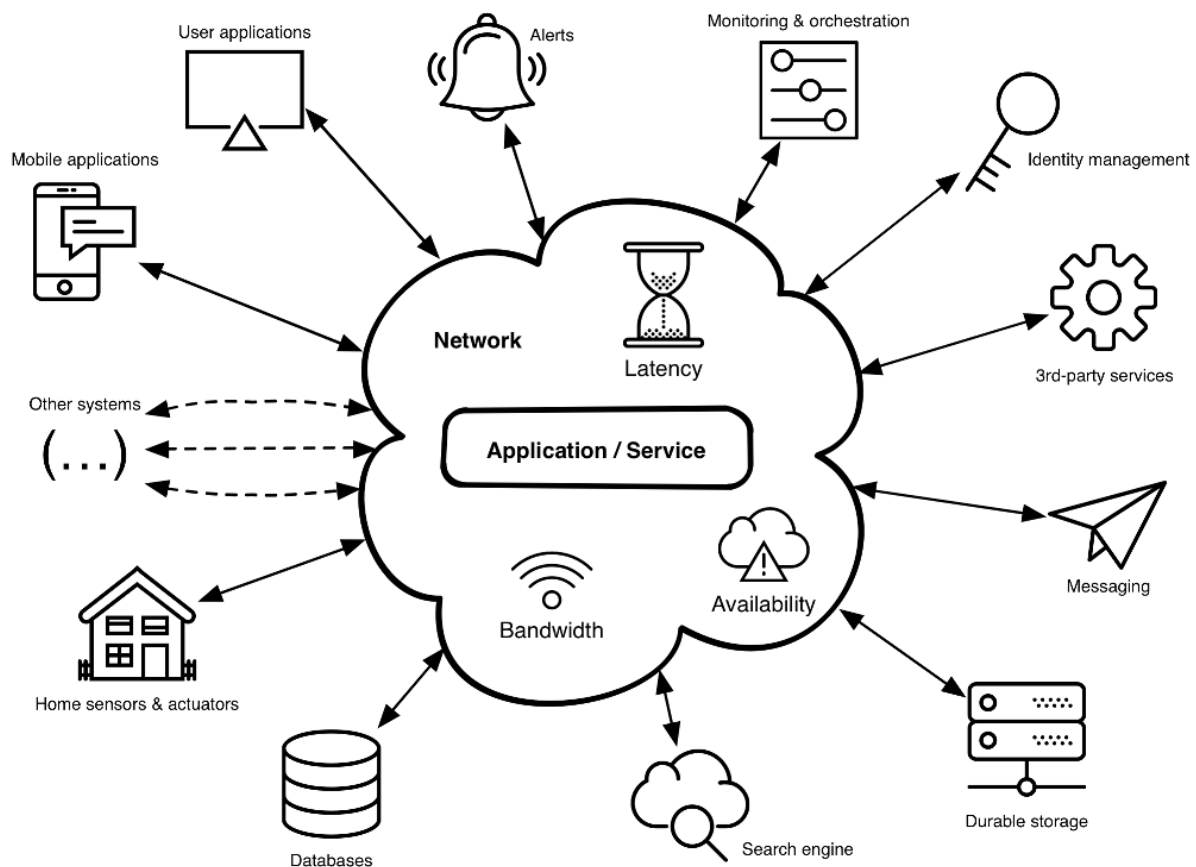 User applications
Alerts
Monitoring & orchestration
Mobile applications
Identity management
Network
Latency
3rd-party services
Other systems
(...)
Application / Service
Messaging
Availability
Bandwidth
Home sensors & actuators
Durable storage
Search engine
Databases